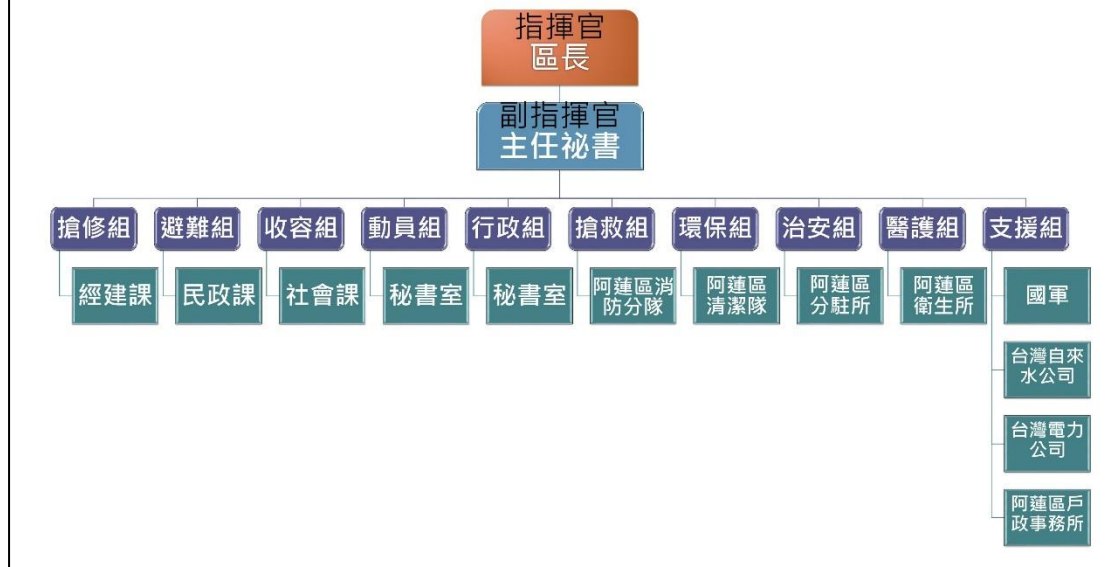 指揮官
區長
副指揮官
主任祕書
搶修組
避難組
收容組
動員組
行政組
搶救組
環保組
治安組
醫護組
支援組
經建課
民政課
社會課
秘書室
秘書室
阿蓮區消
防分隊
阿蓮區
清潔隊
阿蓮區
分駐所
阿蓮區
衛生所
國軍
台灣自來
水公司
台灣電力
公司
阿蓮區戶
政事務所